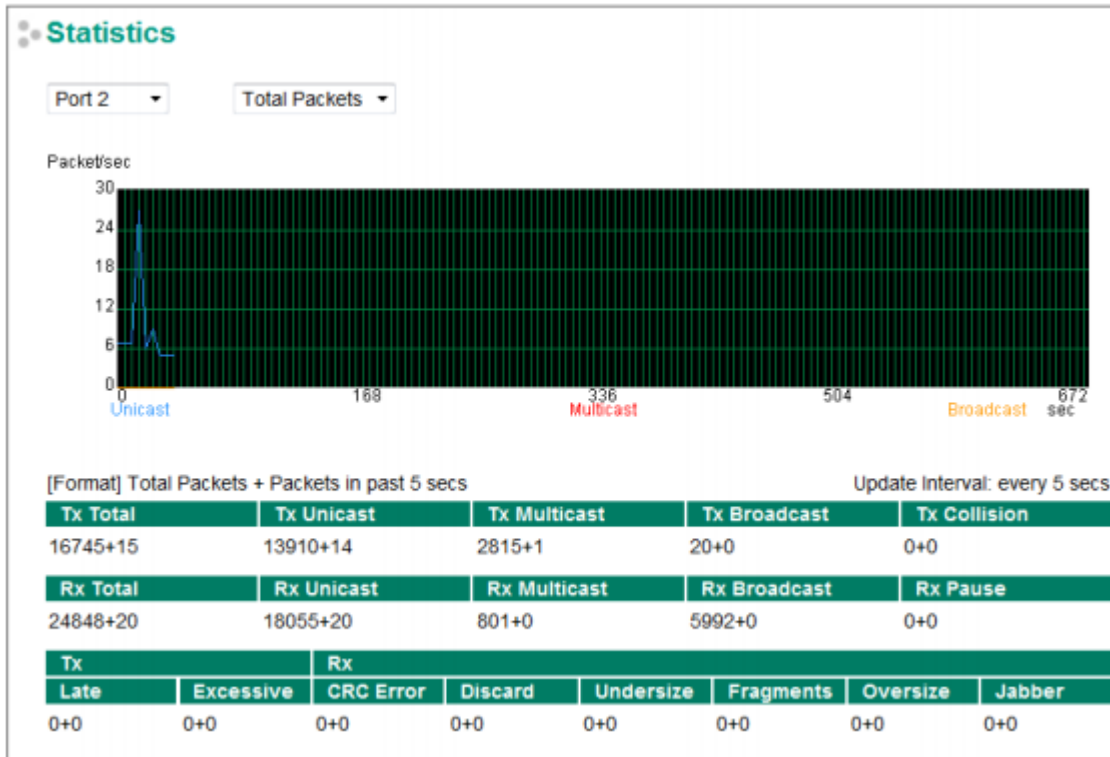 Statistics
Port 2 Total Packets
Packet/sec
30
24
18
12
6
0
0 168 336 504 672
Unicast Multicast Broadcast sec
[Format] Total Packets + Packets in past 5 secs Update Interval: every 5 secs
Tx Total Tx Unicast Tx Multicast Tx Broadcast Tx Collision
16745+15 13910+14 2815+1 20+0 0+0
Rx Total Rx Unicast Rx Multicast Rx Broadcast Rx Pause
24848+20 18055+20 801+0 5992+0 0+0
Tx Rx
Late Excessive CRC Error Discard Undersize Fragments Oversize Jabber
0+0 0+0 0+0 0+0 0+0 0+0 0+0 0+0